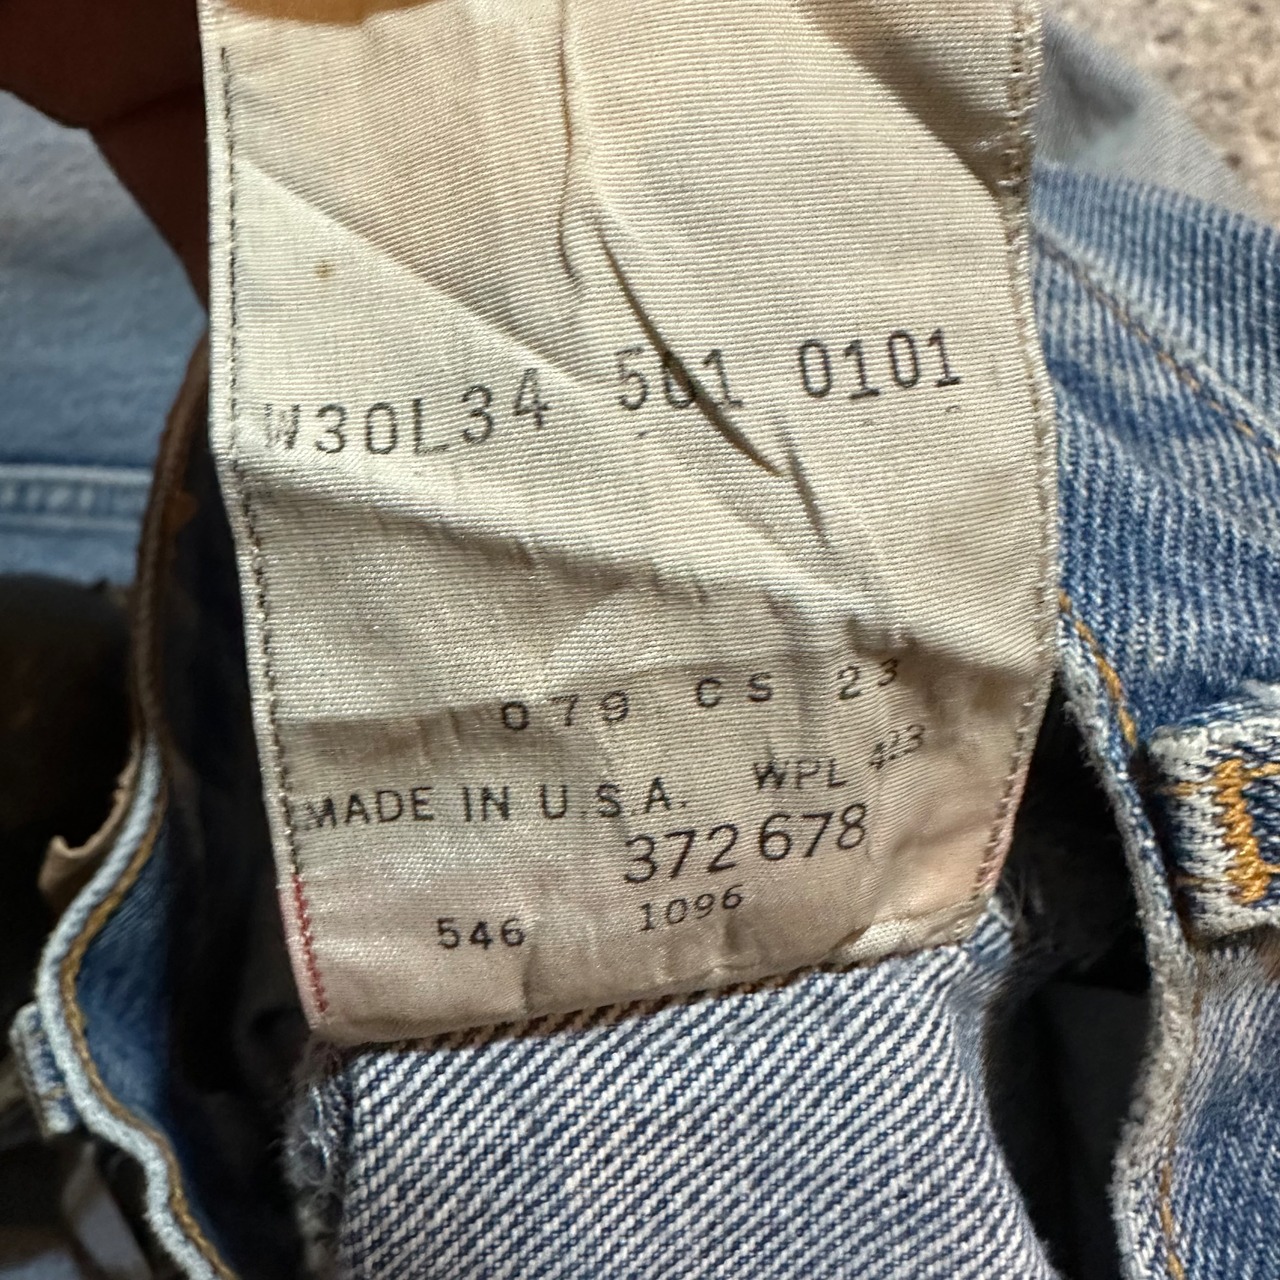 W30L34 501 0101
079 CS 23
MADE IN U.S.A. WPL 423
372678
546 1096